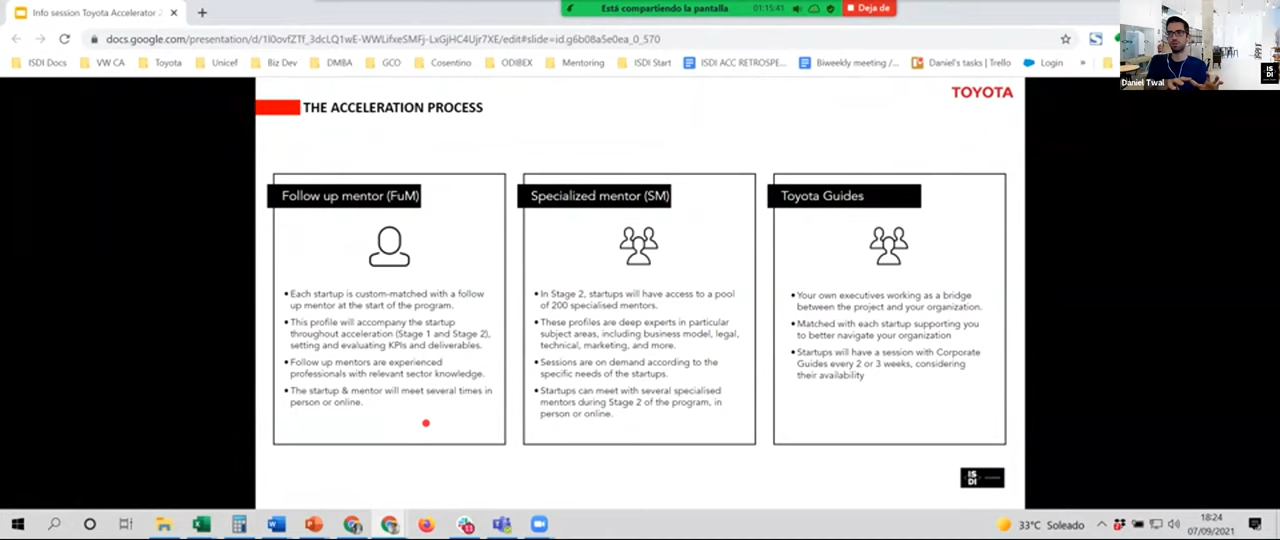 Info session Toyota Accelerator 2
Está compartiendo la pantalla
01:15:41
Deja de
docs.google.com/presentation/d/1I0ovfZTf_3dcLQ1wE-WWLifxeSMFj-LxGjHC4Ujr7XE/edit#slide=id.g6b08a5e0ea_0_570
ISDI Docs
VW CA
Toyota
Unicef
Biz Dev
DMBA
GCO
Cosentino
ODIBEX
Mentoring
ISDI Start
ISDI ACC RETROSPE...
Biweekly meeting /...
Daniel's tasks | Trello
Login
»
Daniel Twal
IS
DI
THE ACCELERATION PROCESS
TOYOTA
Follow up mentor (FuM)
• Each startup is custom-matched with a follow
up mentor at the start of the program.
• This profile will accompany the startup
throughout acceleration (Stage 1 and Stage 2),
setting and evaluating KPIs and deliverables.
• Follow up mentors are experienced
professionals with relevant sector knowledge.
• The startup & mentor will meet several times in
person or online.
Specialized mentor (SM)
• In Stage 2, startups will have access to a pool
of 200 specialised mentors.
• These profiles are deep experts in particular
subject areas, including business model, legal,
technical, marketing, and more.
• Sessions are on demand according to the
specific needs of the startups.
• Startups can meet with several specialised
mentors during Stage 2 of the program, in
person or online.
Toyota Guides
• Your own executives working as a bridge
between the project and your organization.
• Matched with each startup supporting you
to better navigate your organization
• Startups will have a session with Corporate
Guides every 2 or 3 weeks, considering
their availability
IS
DI
33°C Soleado
18:24
07/09/2021